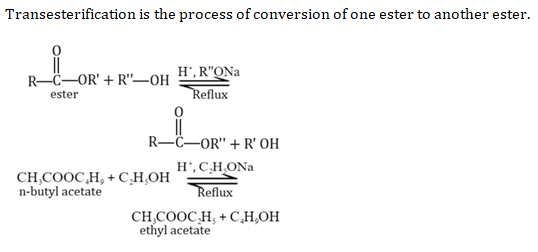 Transesterification is the process of conversion of one ester to another ester.
O
R—C—OR' + R"—OH H⁺, R"ONa
ester Reflux
O
R—C—OR" + R' OH
CH₃COOC₄H₉ + C₂H₅OH H⁺, C₂H₅ONa
n-butyl acetate Reflux
CH₃COOC₂H₅ + C₄H₉OH
ethyl acetate